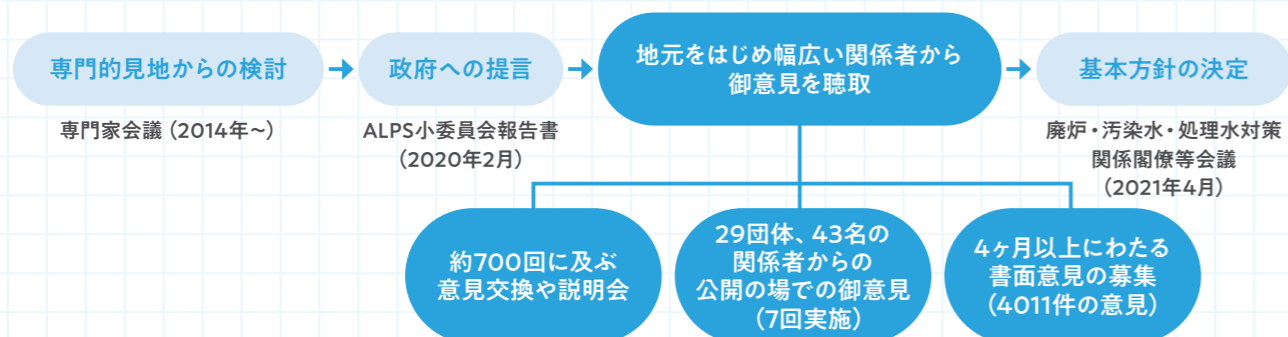 専門的見地からの検討
政府への提言
地元をはじめ幅広い関係者から
御意見を聴取
基本方針の決定
専門家会議（2014年~）
ALPS小委員会報告書
（2020年2月）
廃炉・汚染水・処理水対策
関係閣僚等会議
（2021年4月）
約700回に及ぶ
意見交換や説明会
29団体、43名の
関係者からの
公開の場での御意見
（7回実施）
4ヶ月以上にわたる
書面意見の募集
（4011件の意見）